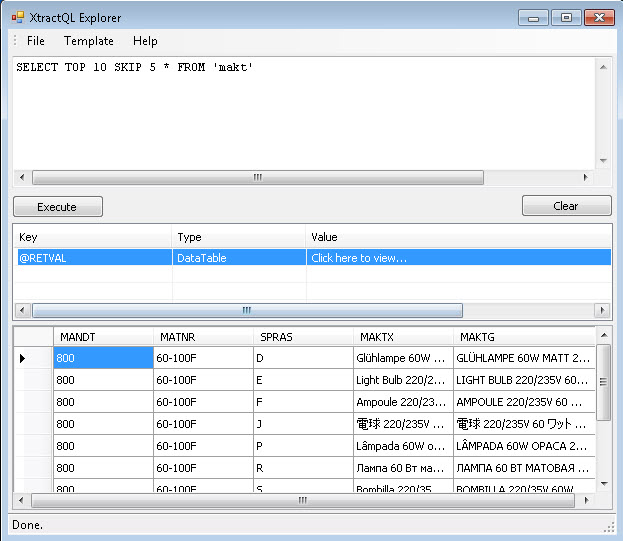 XtractQL Explorer
File Template Help
SELECT TOP 10 SKIP 5 * FROM 'makt'
Execute Clear
Key Type Value
@RETVAL DataTable Click here to view...
MANDT MATNR SPRAS MAKTX MAKTG
800 60-100F D Glühlampe 60W ... GLÜHLAMPE 60W MATT 2...
800 60-100F E Light Bulb 220/2... LIGHT BULB 220/235V 60...
800 60-100F F Ampoule 220/2... AMPOULE 220/235V 60 ...
800 60-100F J 電球 220/235V ... 電球 220/235V 60 ワット ...
800 60-100F P Lâmpada 60W o... LÂMPADA 60W OPACA 2...
800 60-100F R Лампа 60 Вт ма... ЛАМПА 60 ВТ МАТОВАЯ ...
800 60-100F S Bombilla 220/35... BOMBILLA 220/235V 60W...
Done.